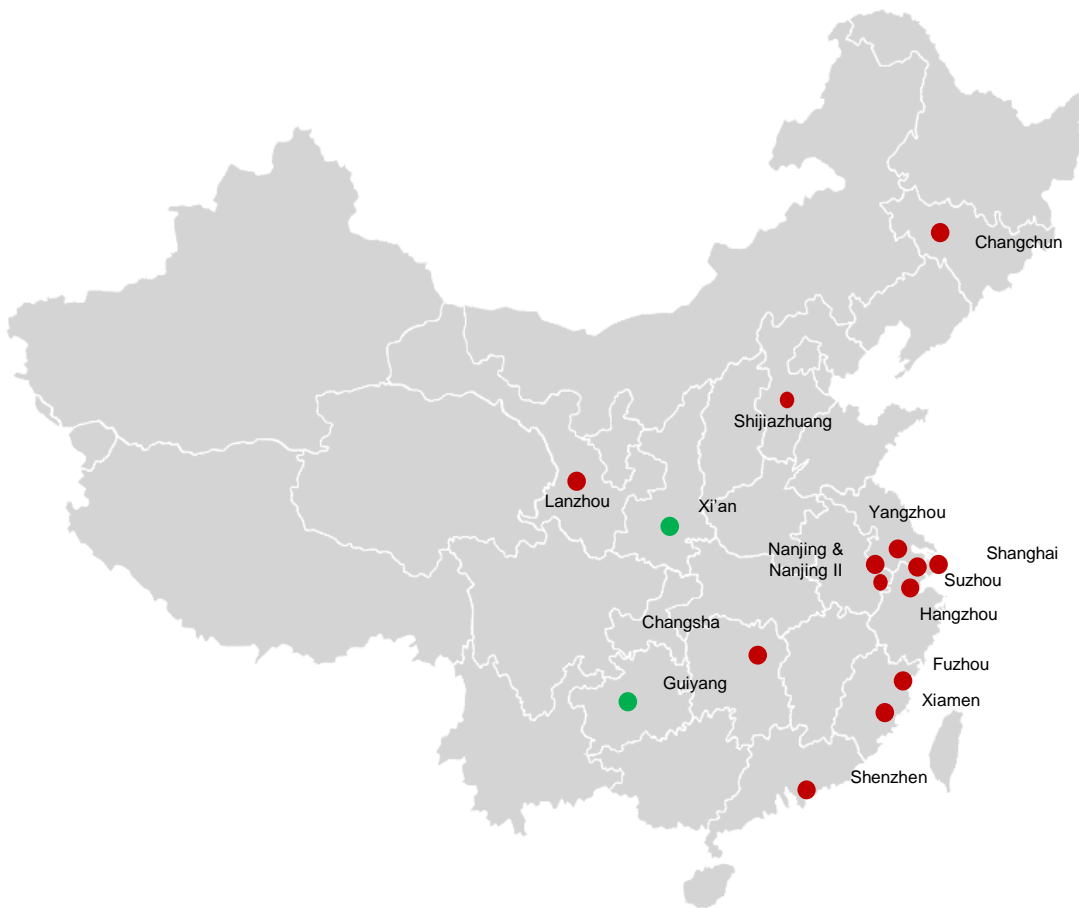 Changchun
Shijiazhuang
Lanzhou
Xi’an
Yangzhou
Nanjing &
Nanjing II
Shanghai
Suzhou
Hangzhou
Changsha
Fuzhou
Guiyang
Xiamen
Shenzhen